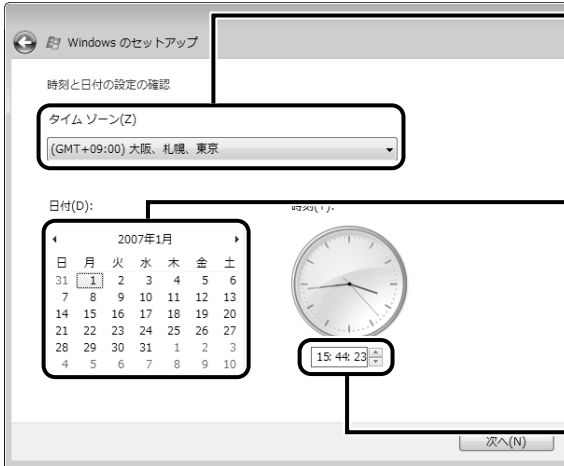 Windows のセットアップ
時刻と日付の設定の確認
タイム ゾーン(Z)
(GMT+09:00) 大阪、札幌、東京
日付(D): 時刻(T):
2007年1月
日 月 火 水 木 金 土
31 1 2 3 4 5 6
7 8 9 10 11 12 13
14 15 16 17 18 19 20
21 22 23 24 25 26 27
28 29 30 31 1 2 3
4 5 6 7 8 9 10
15: 44: 23
次へ(N)